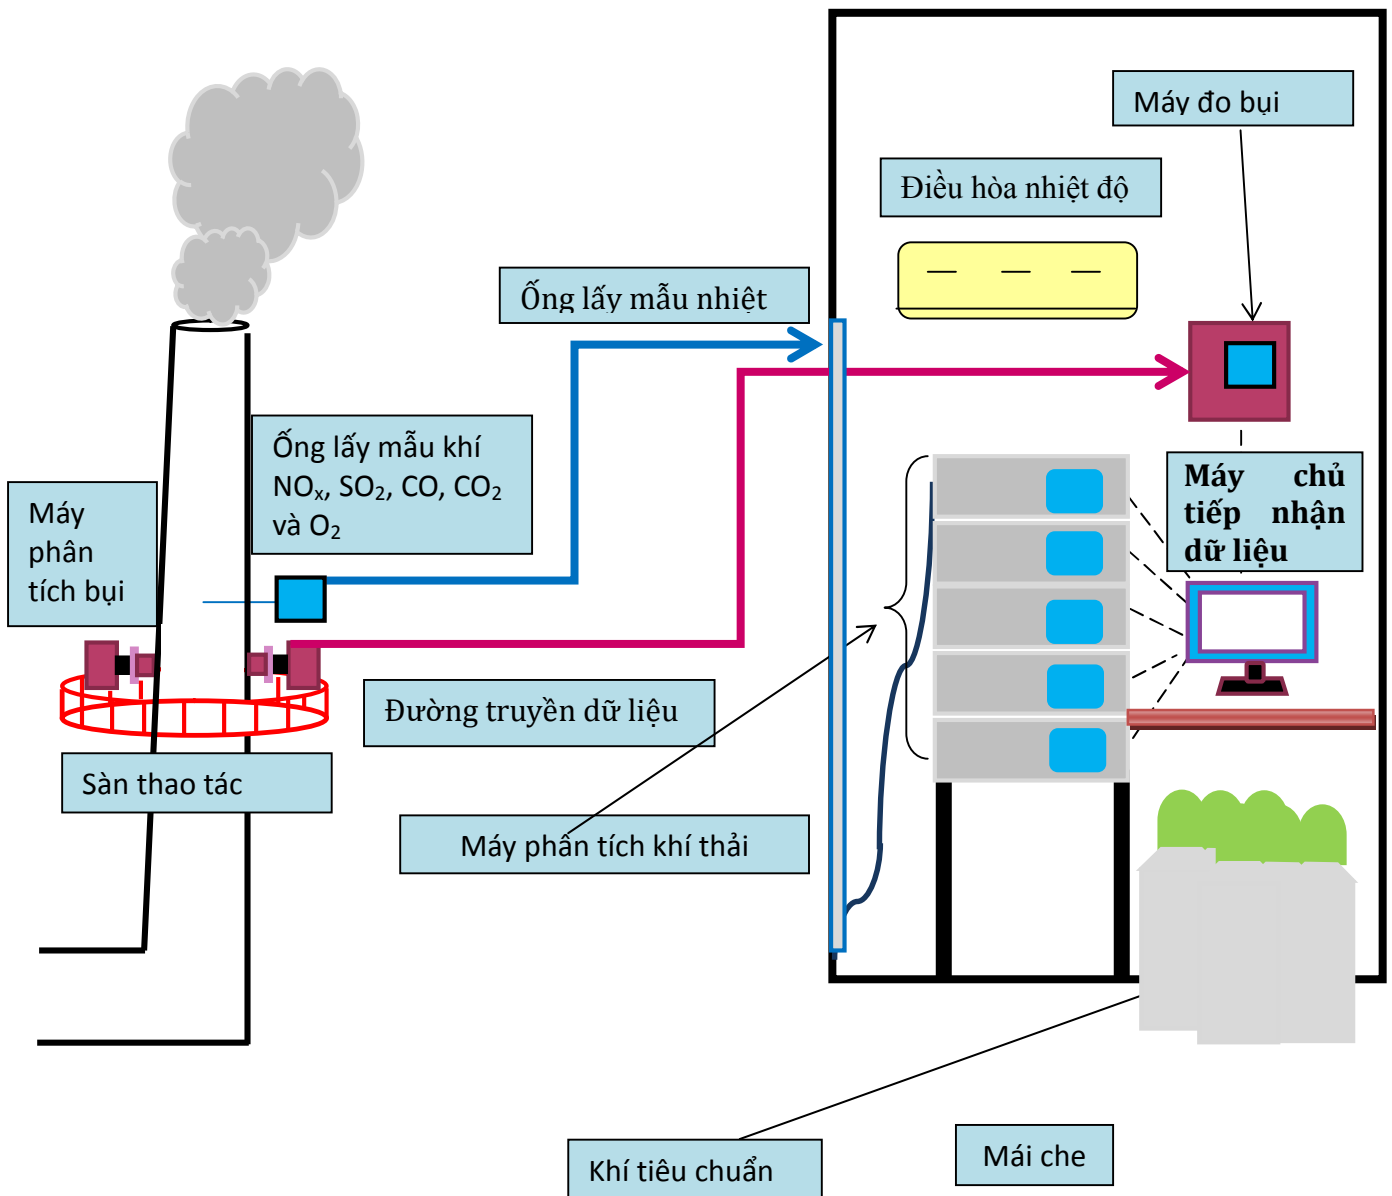 Máy đo bụi
Điều hòa nhiệt độ
Ống lấy mẫu nhiệt
Ống lấy mẫu khí
NOₓ, SO₂, CO, CO₂
và O₂
Máy
phân
tích bụi
Máy chủ
tiếp nhận
dữ liệu
Đường truyền dữ liệu
Sàn thao tác
Máy phân tích khí thải
Khí tiêu chuẩn
Mái che